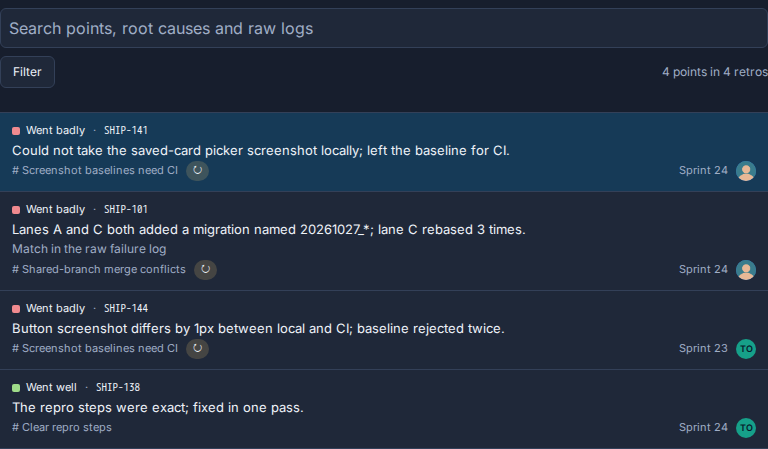 Search points, root causes and raw logs
Filter
4 points in 4 retros
Went badly · SHIP-141
Could not take the saved-card picker screenshot locally; left the baseline for CI.
# Screenshot baselines need CI
Sprint 24
Went badly · SHIP-101
Lanes A and C both added a migration named 20261027_*; lane C rebased 3 times.
Match in the raw failure log
# Shared-branch merge conflicts
Sprint 24
Went badly · SHIP-144
Button screenshot differs by 1px between local and CI; baseline rejected twice.
# Screenshot baselines need CI
Sprint 23 TO
Went well · SHIP-138
The repro steps were exact; fixed in one pass.
# Clear repro steps
Sprint 24 TO